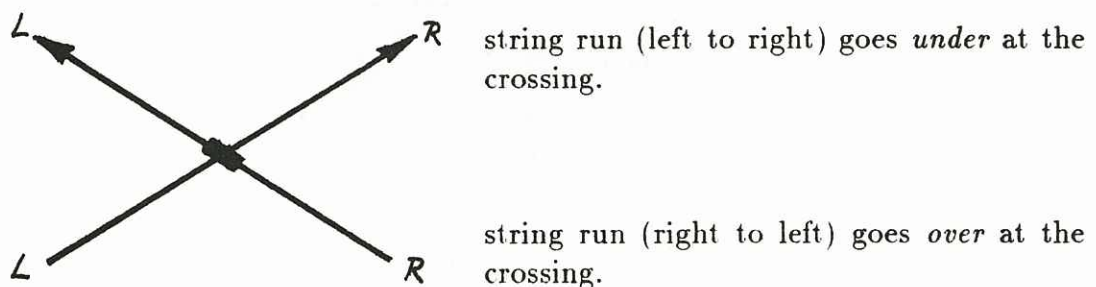 L
R
string run (left to right) goes under at the
crossing.
string run (right to left) goes over at the
crossing.
L
R